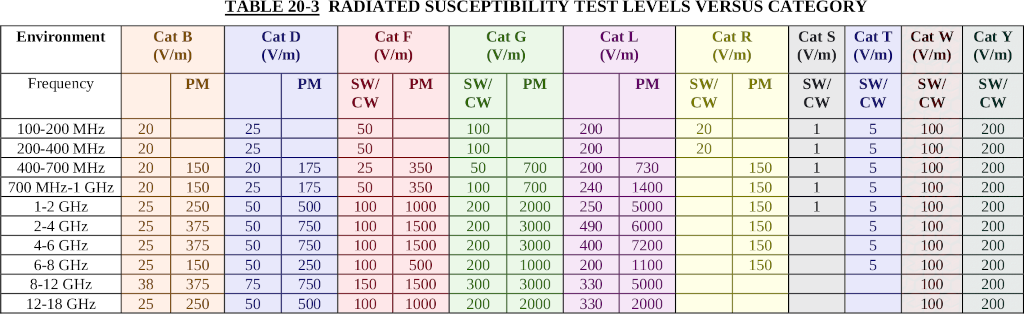 TABLE 20-3 RADIATED SUSCEPTIBILITY TEST LEVELS VERSUS CATEGORY
Environment Cat B (V/m) Cat D (V/m) Cat F (V/m) Cat G (V/m) Cat L (V/m) Cat R (V/m) Cat S (V/m) Cat T (V/m) Cat W (V/m) Cat Y (V/m)
Frequency PM PM SW/ CW PM SW/ CW PM PM SW/ CW PM SW/ CW SW/ CW SW/ CW SW/ CW
100-200 MHz 20 25 50 100 200 20 1 5 100 200
200-400 MHz 20 25 50 100 200 20 1 5 100 200
400-700 MHz 20 150 20 175 25 350 50 700 200 730 150 1 5 100 200
700 MHz-1 GHz 20 150 25 175 50 350 100 700 240 1400 150 1 5 100 200
1-2 GHz 25 250 50 500 100 1000 200 2000 250 5000 150 1 5 100 200
2-4 GHz 25 375 50 750 100 1500 200 3000 490 6000 150 5 100 200
4-6 GHz 25 375 50 750 100 1500 200 3000 400 7200 150 5 100 200
6-8 GHz 25 150 50 250 100 500 200 1000 200 1100 150 5 100 200
8-12 GHz 38 375 75 750 150 1500 300 3000 330 5000 100 200
12-18 GHz 25 250 50 500 100 1000 200 2000 330 2000 100 200